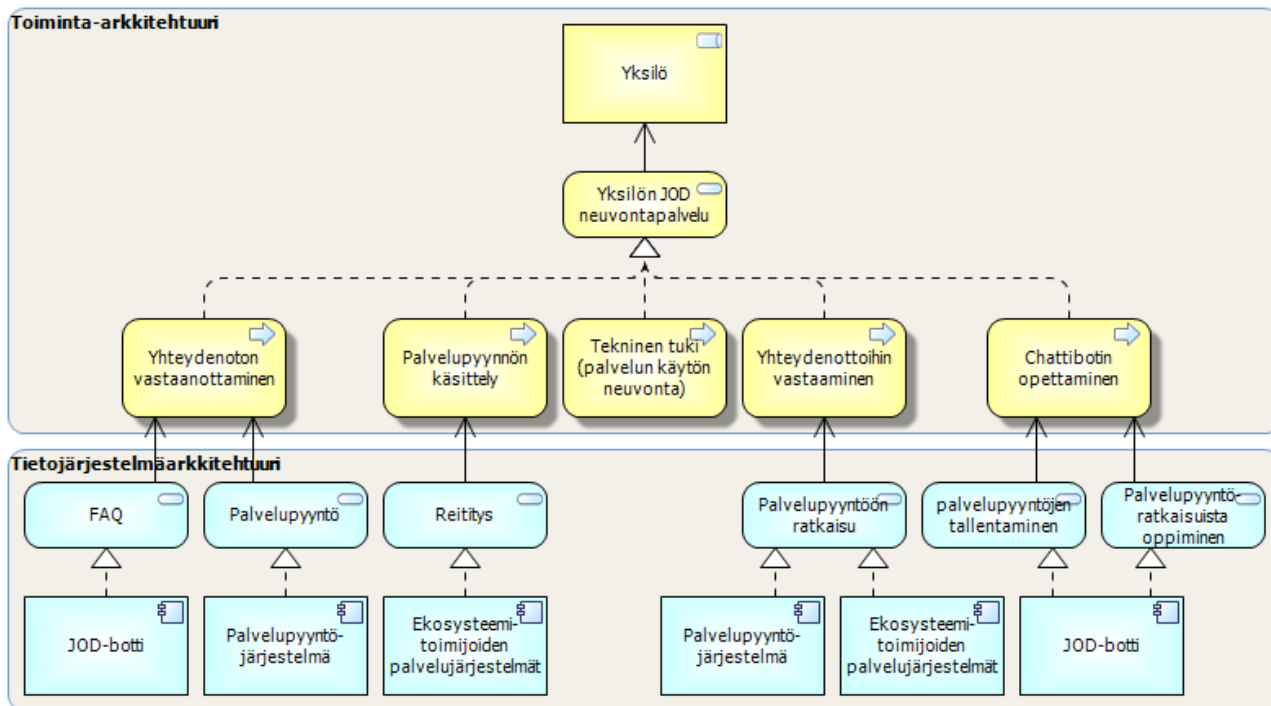 Toiminta-arkkitehtuuri
Yksilö
Yksilön JOD
neuvontapalvelu
Yhteydenoton
vastaanottaminen
Palvelupyynnön
käsittely
Tekninen tuki
(palvelun käytön
neuvonta)
Yhteydenottoihin
vastaaminen
Chattibotin
opettaminen
Tietojärjestelmäarkkitehtuuri
FAQ
Palvelupyyntö
Reititys
Palvelupyyntöön
ratkaisu
palvelupyyntöjen
tallentaminen
Palvelupyyntö-
ratkaisuista
oppiminen
JOD-botti
Palvelupyyntö-
järjestelmä
Ekosysteemi-
toimijoiden
palvelujärjestelmät
Palvelupyyntö-
järjestelmä
Ekosysteemi-
toimijoiden
palvelujärjestelmät
JOD-botti